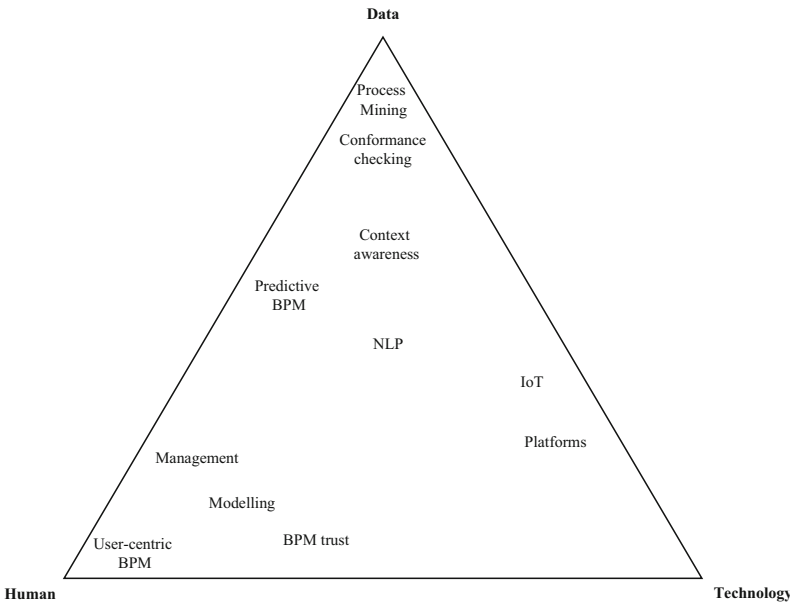 Data
Process
Mining
Conformance
checking
Context
awareness
Predictive
BPM
NLP
IoT
Platforms
Management
Modelling
BPM trust
User-centric
BPM
Human
Technology